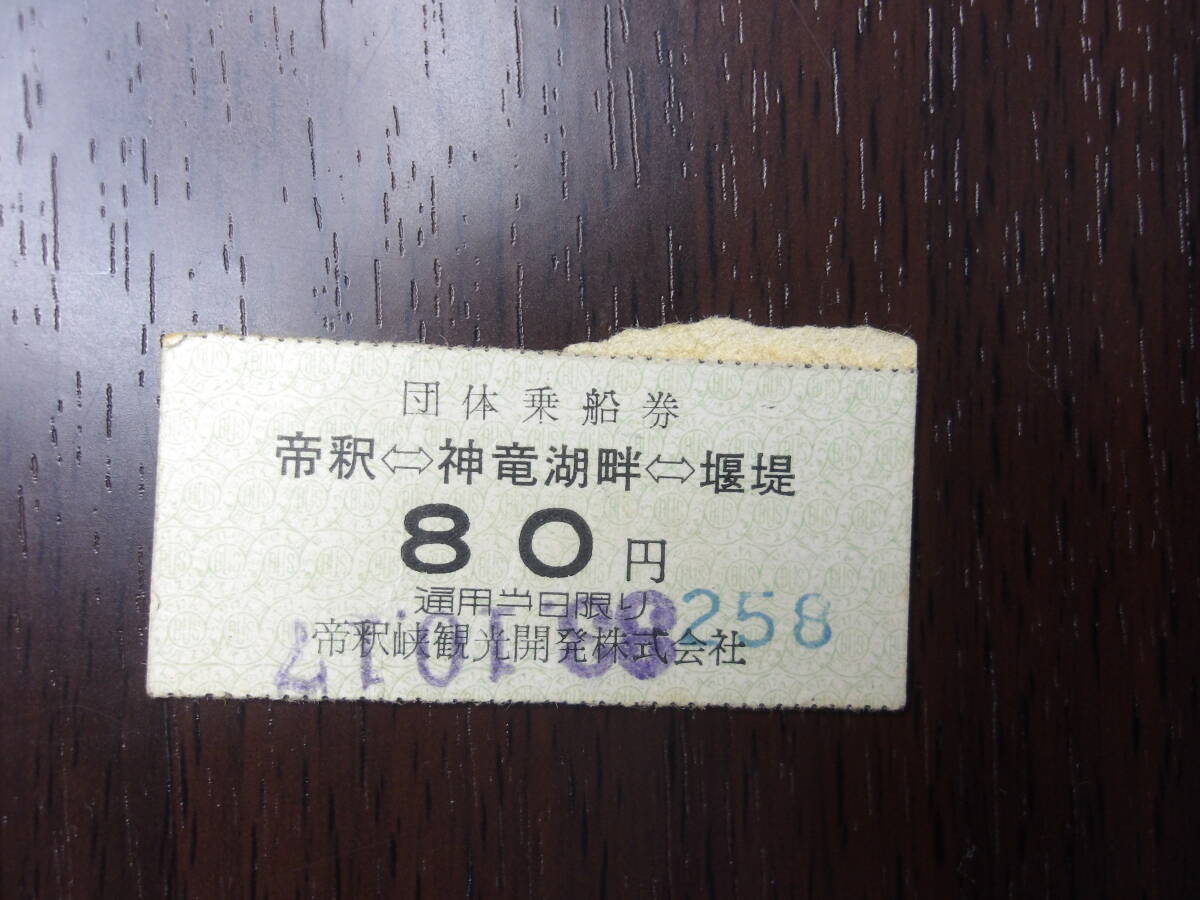 団体乗船券
帝釈⇔神竜湖畔⇔堰堤
80円
通用当日限り
258
帝釈峡観光開発株式会社